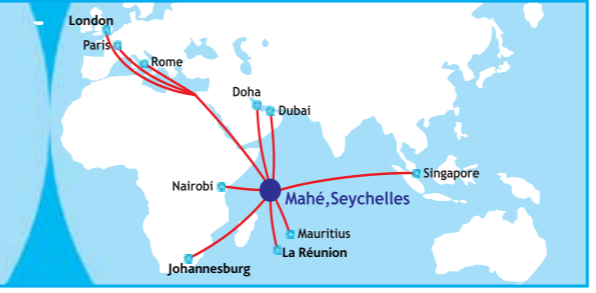 London
Paris
Rome
Doha
Dubai
Singapore
Nairobi
Mahé,Seychelles
Mauritius
La Réunion
Johannesburg